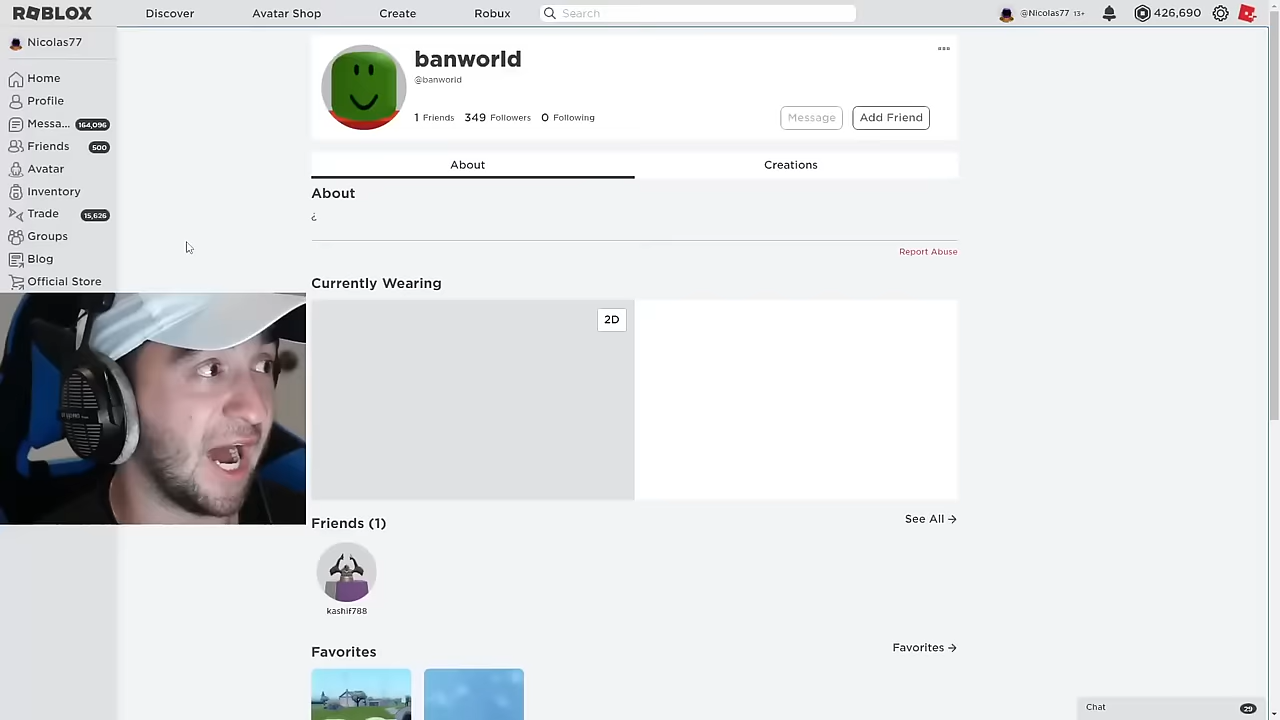 ROBLOX Discover Avatar Shop Create Robux Search @Nicolas77 13+ 426,690
Nicolas77
Home
Profile
Messa... 164,096
Friends 500
Avatar
Inventory
Trade 15,626
Groups
Blog
Official Store
banworld
@banworld
1 Friends 349 Followers 0 Following
Message Add Friend
About Creations
About
¿
Report Abuse
Currently Wearing
2D
Friends (1) See All →
kashif788
Favorites Favorites →
Chat 29